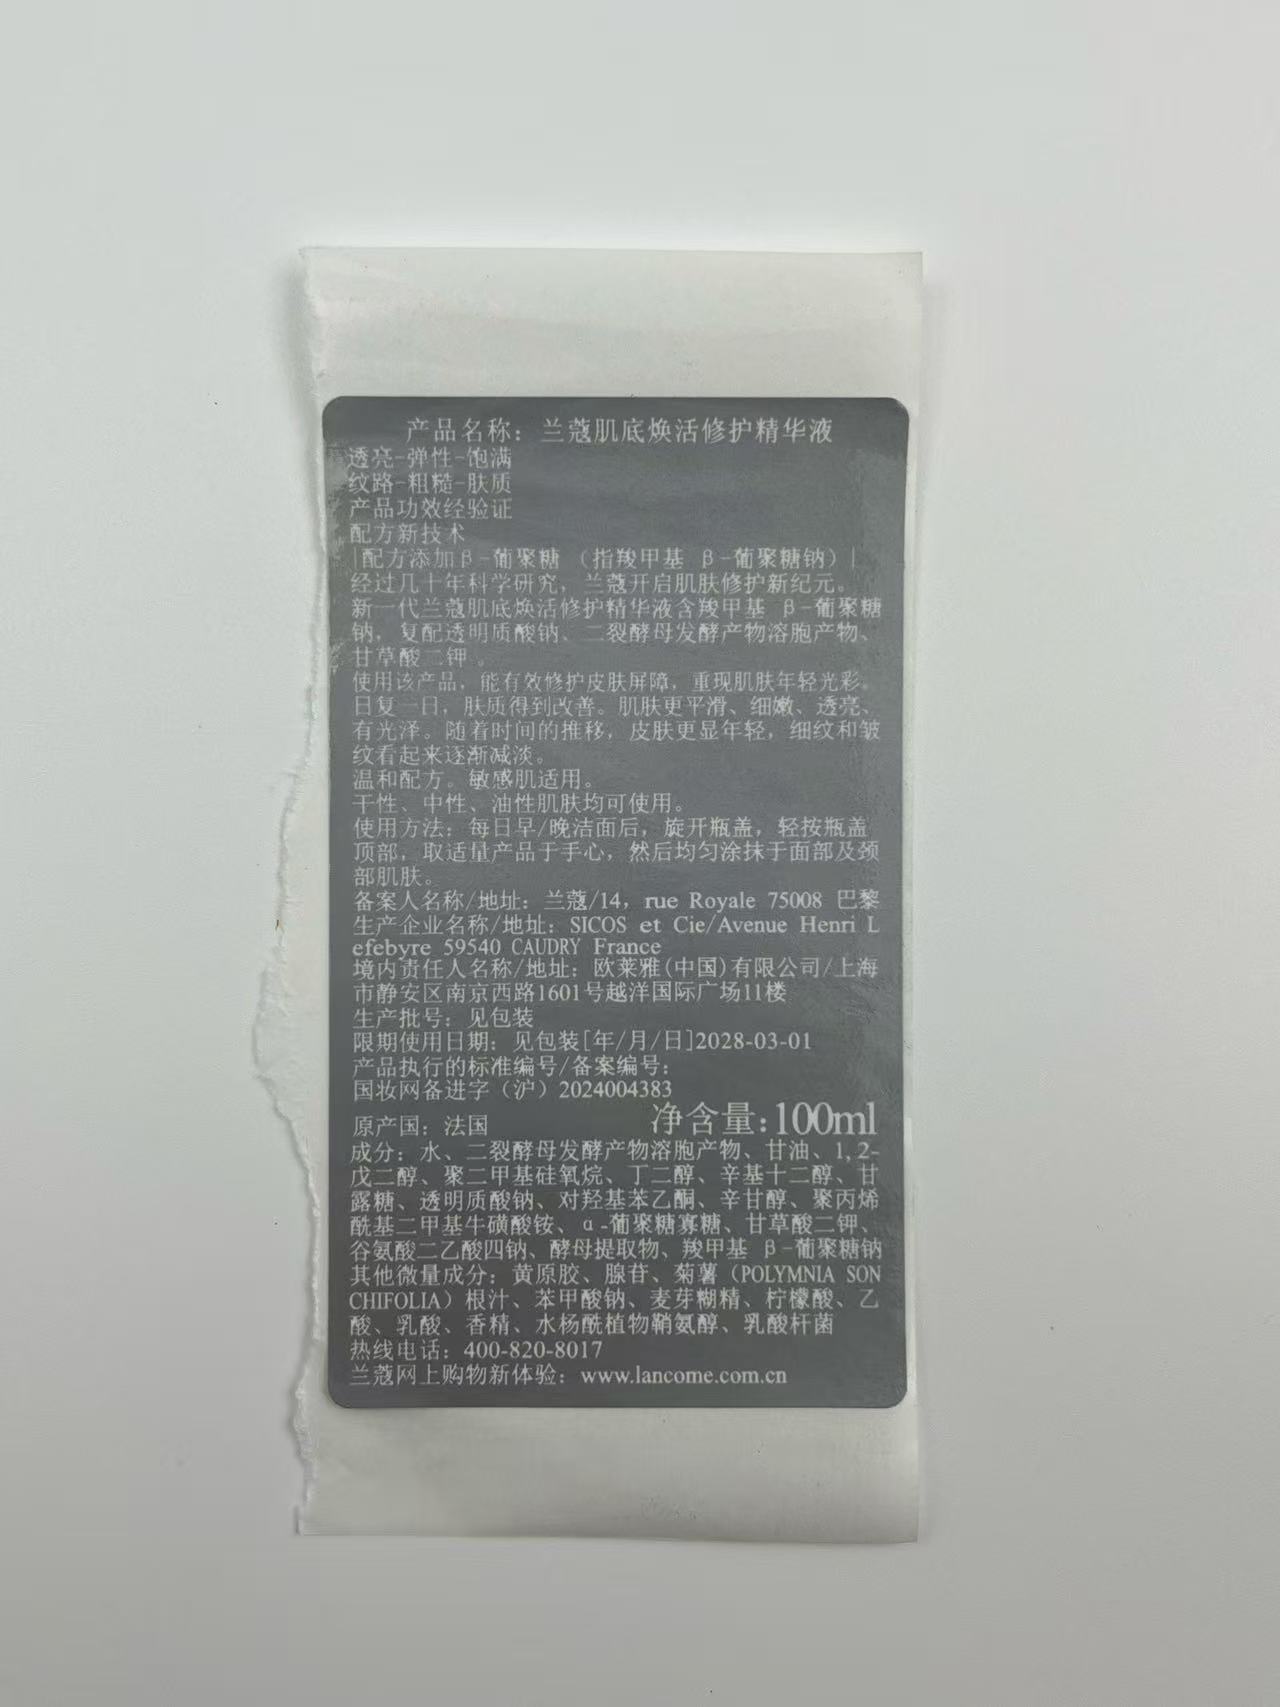 产品名称：兰蔻肌底焕活修护精华液
透亮-弹性-饱满
纹路-粗糙-肤质
产品功效经验证
配方新技术
|配方添加β-葡聚糖（指羧甲基 β-葡聚糖钠）|
经过几十年科学研究，兰蔻开启肌肤修护新纪元。
新一代兰蔻肌底焕活修护精华液含羧甲基 β-葡聚糖
钠，复配透明质酸钠、二裂酵母发酵产物溶胞产物、
甘草酸二钾。
使用该产品，能有效修护皮肤屏障，重现肌肤年轻光彩。
日复一日，肤质得到改善。肌肤更平滑、细嫩、透亮、
有光泽。随着时间的推移，皮肤更显年轻，细纹和皱
纹看起来逐渐减淡。
温和配方。敏感肌适用。
干性、中性、油性肌肤均可使用。
使用方法：每日早/晚洁面后，旋开瓶盖，轻按瓶盖
顶部，取适量产品于手心，然后均匀涂抹于面部及颈
部肌肤。
备案人名称/地址：兰蔻/14，rue Royale 75008 巴黎
生产企业名称/地址：SICOS et Cie/Avenue Henri L
efebyre 59540 CAUDRY France
境内责任人名称/地址：欧莱雅(中国)有限公司/上海
市静安区南京西路1601号越洋国际广场11楼
生产批号：见包装
限期使用日期：见包装[年/月/日]2028-03-01
产品执行的标准编号/备案编号：
国妆网备进字（沪）2024004383
原产国：法国 净含量：100ml
成分：水、二裂酵母发酵产物溶胞产物、甘油、1,2-
戊二醇、聚二甲基硅氧烷、丁二醇、辛基十二醇、甘
露糖、透明质酸钠、对羟基苯乙酮、辛甘醇、聚丙烯
酰基二甲基牛磺酸铵、α-葡聚糖寡糖、甘草酸二钾、
谷氨酸二乙酸四钠、酵母提取物、羧甲基 β-葡聚糖钠
其他微量成分：黄原胶、腺苷、菊薯（POLYMNIA SON
CHIFOLIA）根汁、苯甲酸钠、麦芽糊精、柠檬酸、乙
酸、乳酸、香精、水杨酰植物鞘氨醇、乳酸杆菌
热线电话：400-820-8017
兰蔻网上购物新体验：www.lancome.com.cn